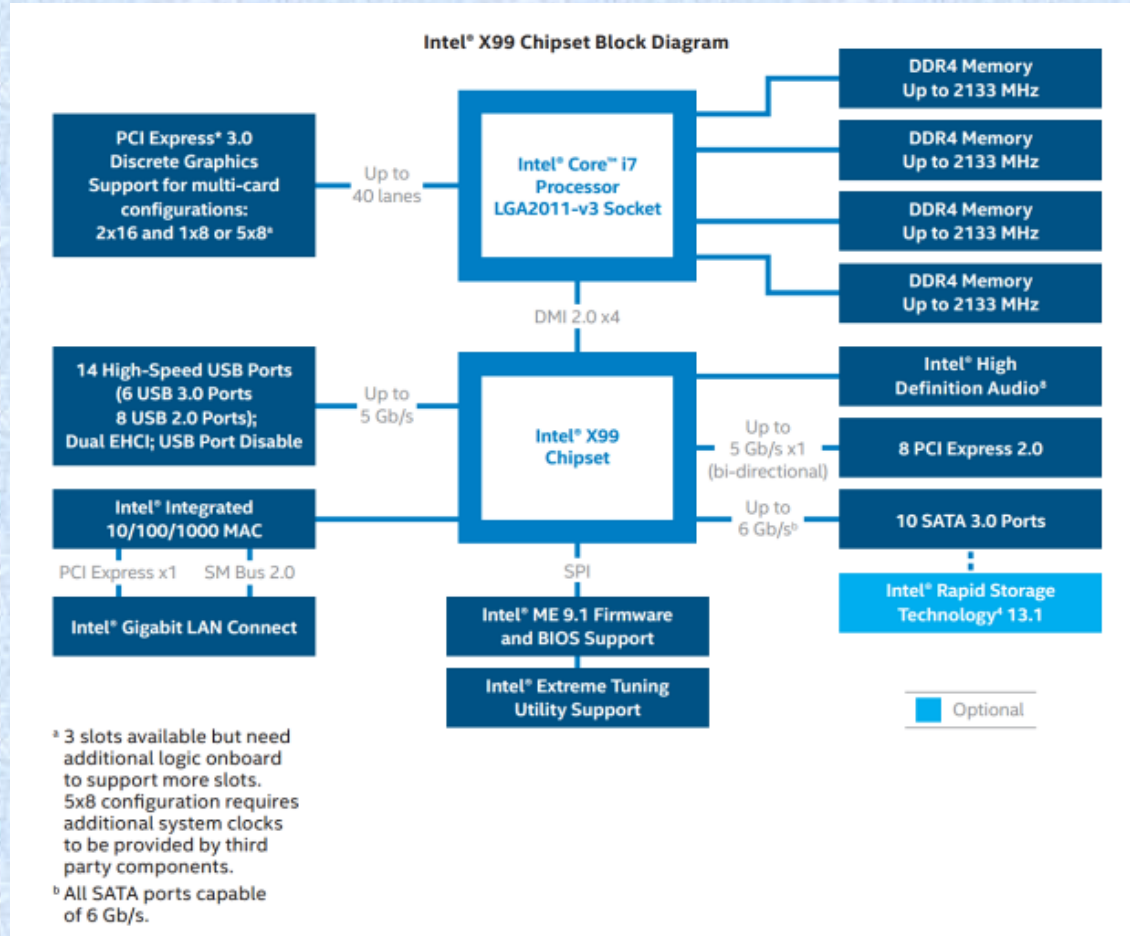 Intel® X99 Chipset Block Diagram
PCI Express* 3.0
Discrete Graphics
Support for multi-card
configurations:
2x16 and 1x8 or 5x8ᵃ
Up to
40 lanes
Intel® Core™ i7
Processor
LGA2011-v3 Socket
DDR4 Memory
Up to 2133 MHz
DDR4 Memory
Up to 2133 MHz
DDR4 Memory
Up to 2133 MHz
DDR4 Memory
Up to 2133 MHz
DMI 2.0 x4
14 High-Speed USB Ports
(6 USB 3.0 Ports
8 USB 2.0 Ports);
Dual EHCI; USB Port Disable
Up to
5 Gb/s
Intel® X99
Chipset
Intel® High
Definition Audio⁸
Up to
5 Gb/s x1
(bi-directional)
8 PCI Express 2.0
Intel® Integrated
10/100/1000 MAC
Up to
6 Gb/sᵇ
10 SATA 3.0 Ports
PCI Express x1
SM Bus 2.0
SPI
Intel® Rapid Storage
Technology⁴ 13.1
Intel® Gigabit LAN Connect
Intel® ME 9.1 Firmware
and BIOS Support
Intel® Extreme Tuning
Utility Support
Optional
ᵃ 3 slots available but need
additional logic onboard
to support more slots.
5x8 configuration requires
additional system clocks
to be provided by third
party components.
ᵇ All SATA ports capable
of 6 Gb/s.